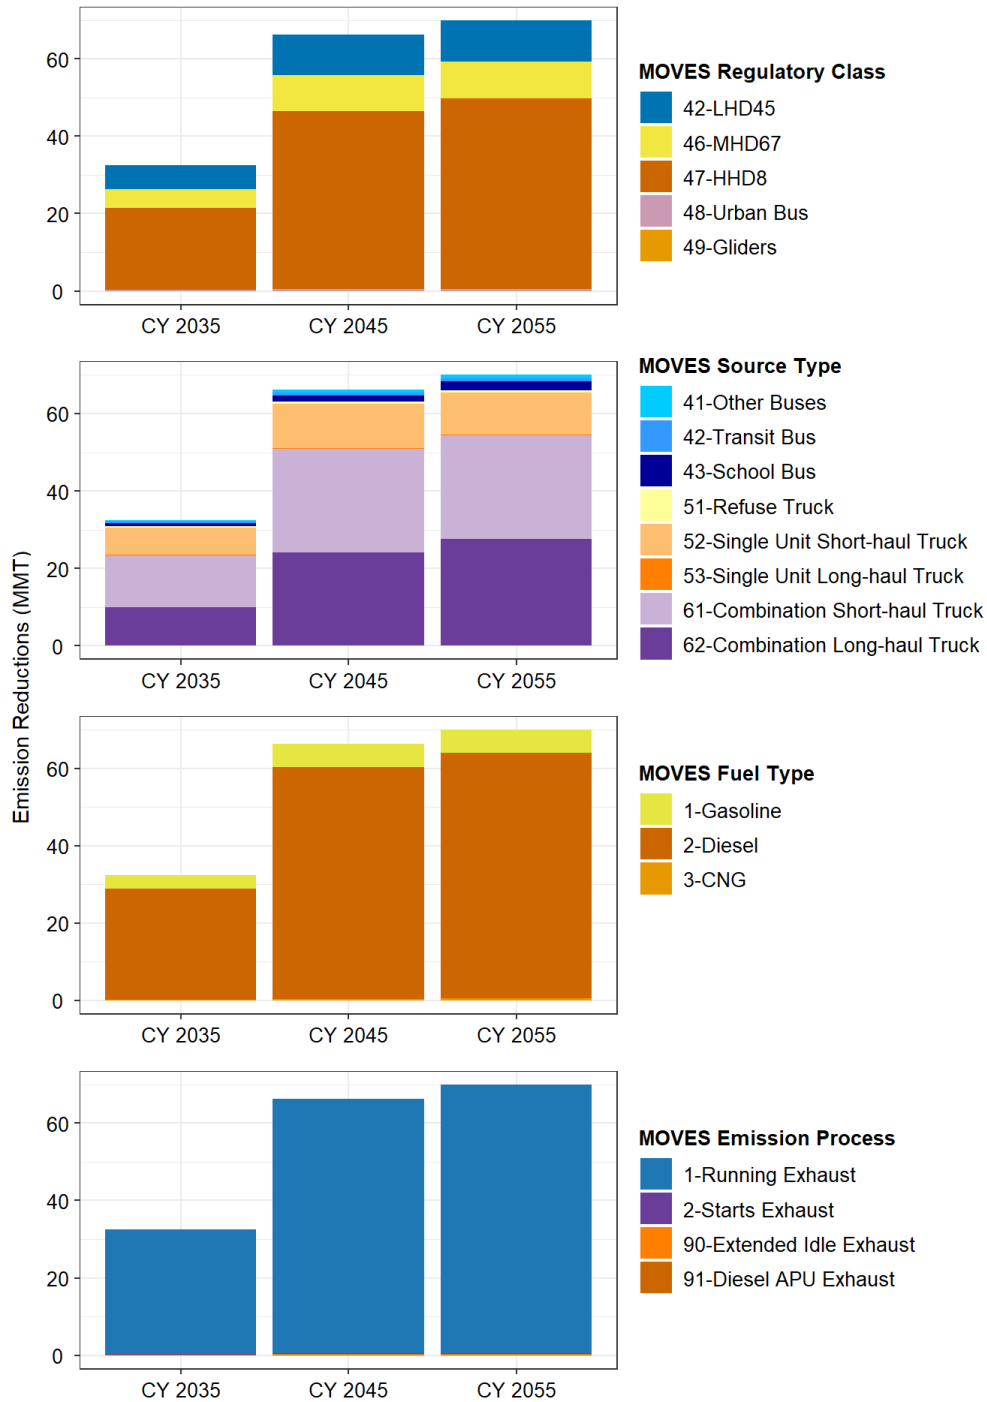 60
40
20
0
CY 2035 CY 2045 CY 2055
MOVES Regulatory Class
42-LHD45
46-MHD67
47-HHD8
48-Urban Bus
49-Gliders
Emission Reductions (MMT)
60
40
20
0
CY 2035 CY 2045 CY 2055
MOVES Source Type
41-Other Buses
42-Transit Bus
43-School Bus
51-Refuse Truck
52-Single Unit Short-haul Truck
53-Single Unit Long-haul Truck
61-Combination Short-haul Truck
62-Combination Long-haul Truck
60
40
20
0
CY 2035 CY 2045 CY 2055
MOVES Fuel Type
1-Gasoline
2-Diesel
3-CNG
60
40
20
0
CY 2035 CY 2045 CY 2055
MOVES Emission Process
1-Running Exhaust
2-Starts Exhaust
90-Extended Idle Exhaust
91-Diesel APU Exhaust